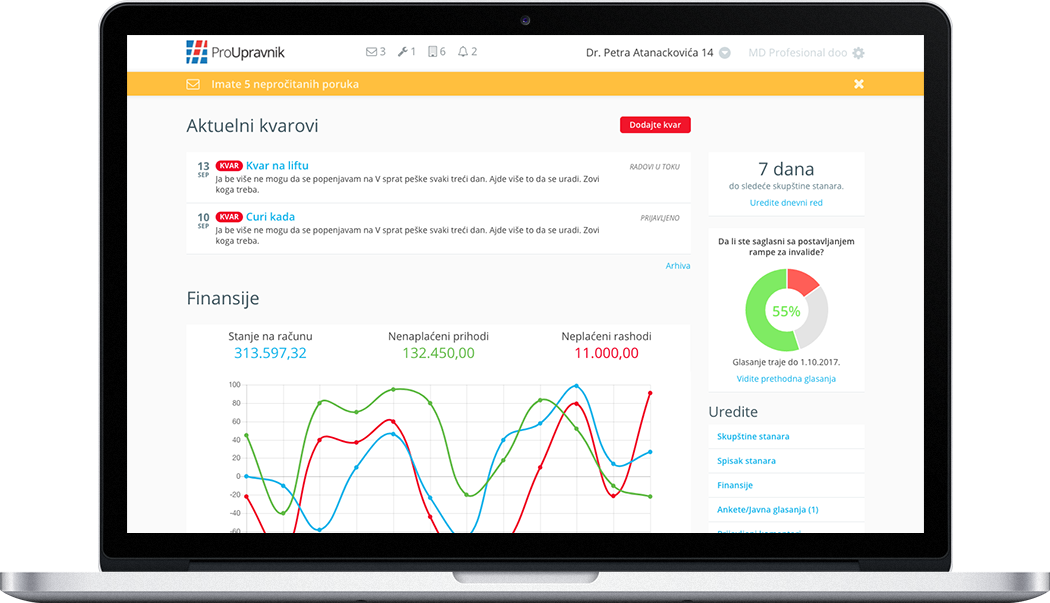 ProUpravnik
3
1
6
2
Dr. Petra Atanackovića 14
MD Profesional doo
Imate 5 nepročitanih poruka
Aktuelni kvarovi
Dodajte kvar
13 SEP
KVAR Kvar na liftu
RADOVI U TOKU
Ja be više ne mogu da se popenjavam na V sprat peške svaki treći dan. Ajde više to da se uradi. Zovi
koga treba.
10 SEP
KVAR Curi kada
PRIJAVLJENO
Ja be više ne mogu da se popenjavam na V sprat peške svaki treći dan. Ajde više to da se uradi. Zovi
koga treba.
Arhiva
7 dana
do sledeće skupštine stanara.
Uredite dnevni red
Da li ste saglasni sa postavljanjem
rampe za invalide?
55%
Glasanje traje do 1.10.2017.
Vidite prethodna glasanja
Finansije
Stanje na računu
313.597,32
Nenaplaćeni prihodi
132.450,00
Neplaćeni rashodi
11.000,00
100
80
60
40
20
0
-20
-40
-60
Uredite
Skupštine stanara
Spisak stanara
Finansije
Ankete/Javna glasanja (1)